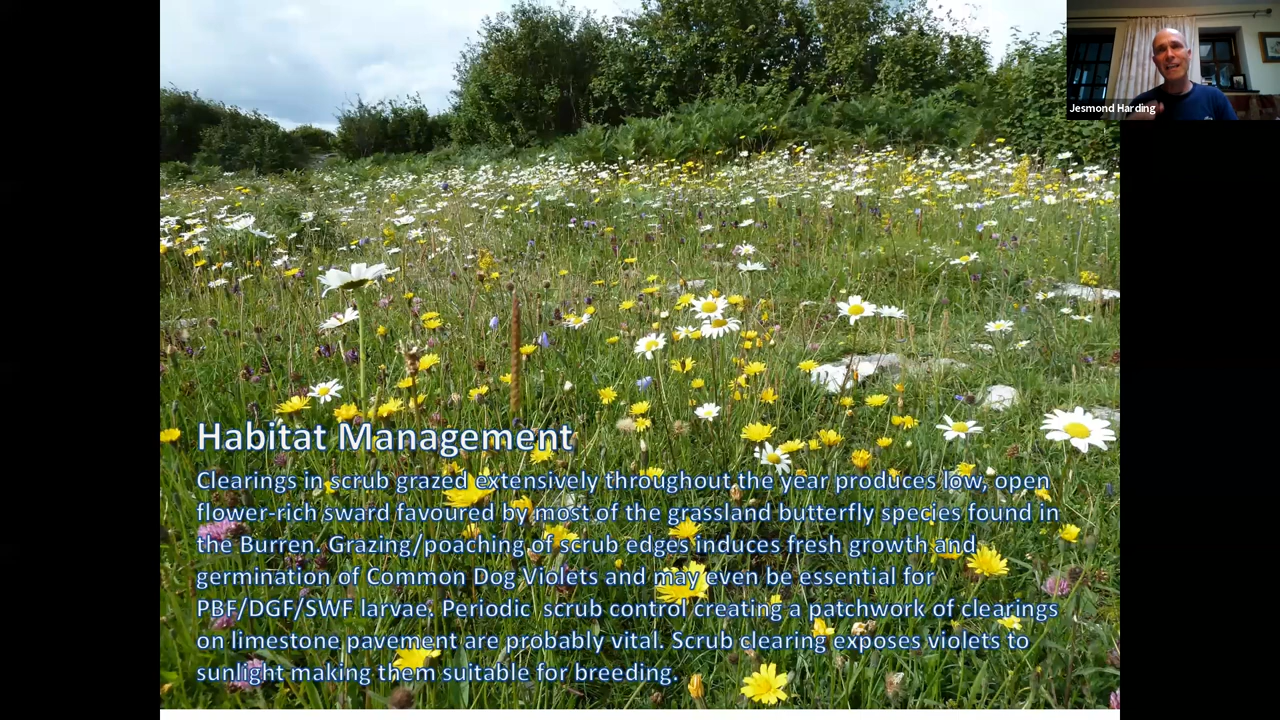 Jesmond Harding
Habitat Management
Clearings in scrub grazed extensively throughout the year produces low, open
flower-rich sward favoured by most of the grassland butterfly species found in
the Burren. Grazing/poaching of scrub edges induces fresh growth and
germination of Common Dog Violets and may even be essential for
PBF/DGF/SWF larvae. Periodic scrub control creating a patchwork of clearings
on limestone pavement are probably vital. Scrub clearing exposes violets to
sunlight making them suitable for breeding.